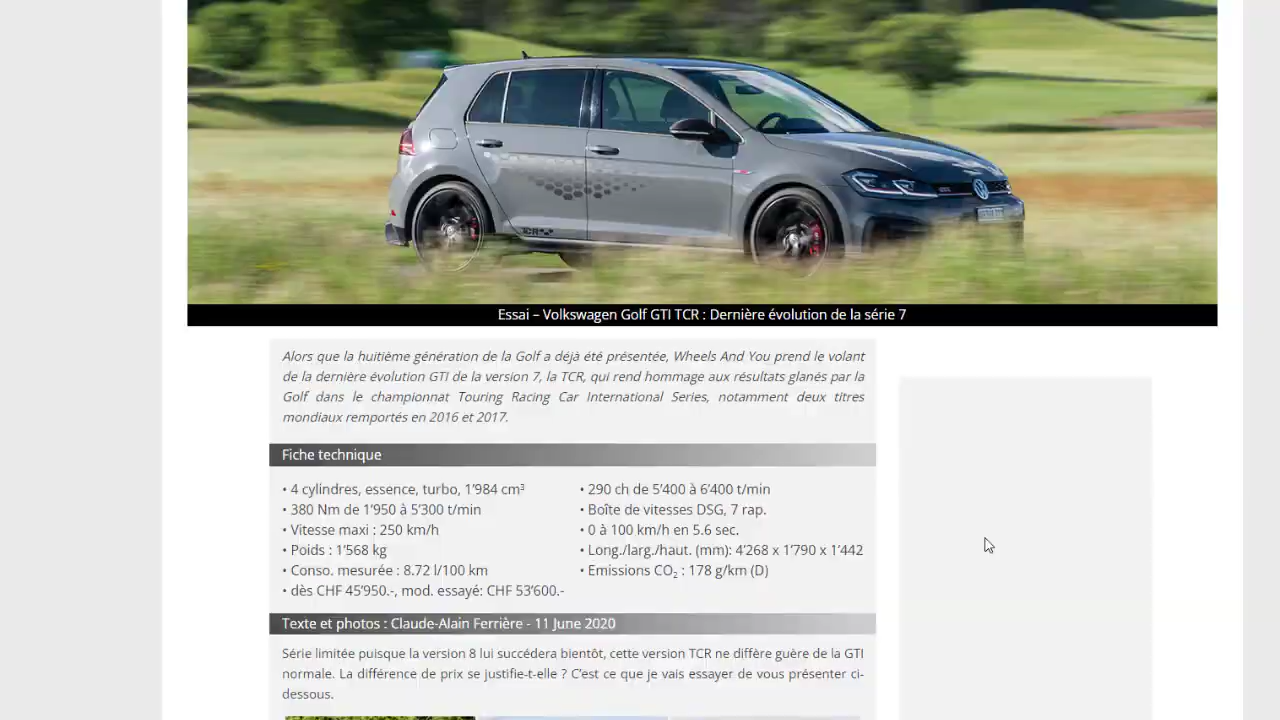 TCR
GTI
Essai – Volkswagen Golf GTI TCR : Dernière évolution de la série 7
Alors que la huitième génération de la Golf a déjà été présentée, Wheels And You prend le volant
de la dernière évolution GTI de la version 7, la TCR, qui rend hommage aux résultats glanés par la
Golf dans le championnat Touring Racing Car International Series, notamment deux titres
mondiaux remportés en 2016 et 2017.
Fiche technique
• 4 cylindres, essence, turbo, 1’984 cm³
• 290 ch de 5’400 à 6’400 t/min
• 380 Nm de 1’950 à 5’300 t/min
• Boîte de vitesses DSG, 7 rap.
• Vitesse maxi : 250 km/h
• 0 à 100 km/h en 5.6 sec.
• Poids : 1’568 kg
• Long./larg./haut. (mm): 4’268 x 1’790 x 1’442
• Conso. mesurée : 8.72 l/100 km
• Emissions CO₂ : 178 g/km (D)
• dès CHF 45’950.-, mod. essayé: CHF 53’600.-
Texte et photos : Claude-Alain Ferrière - 11 June 2020
Série limitée puisque la version 8 lui succédera bientôt, cette version TCR ne diffère guère de la GTI
normale. La différence de prix se justifie-t-elle ? C’est ce que je vais essayer de vous présenter ci-
dessous.